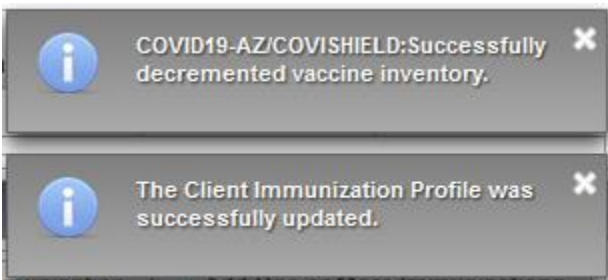 COVID19-AZ/COVISHIELD:Successfully
decremented vaccine inventory.
The Client Immunization Profile was
successfully updated.